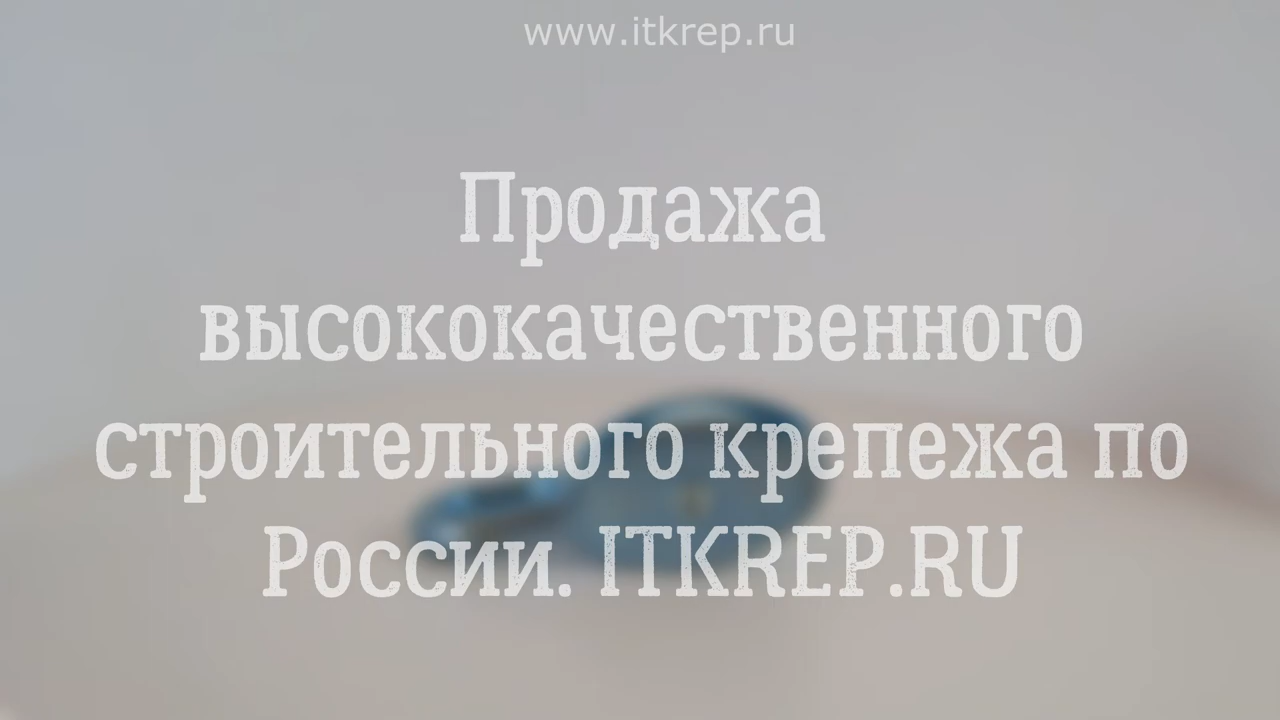 www.itkrep.ru
Продажа
высококачественного
строительного крепежа по
России. ITKREP.RU